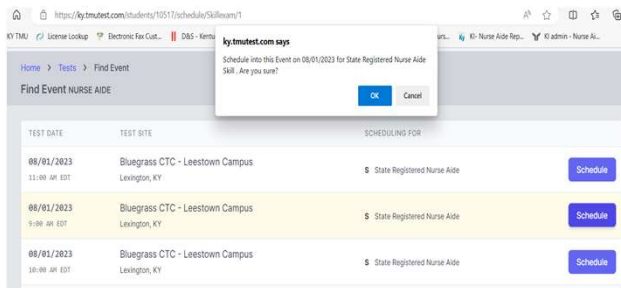 https://ky.tmutest.com/students/10517/schedule/Skillexam/1
KY TMU License Lookup Electronic Fax Cust... D&S - Kentu KI- Nurse Aide Rep... KI admin - Nurse Ai...
ky.tmutest.com says
Schedule into this Event on 08/01/2023 for State Registered Nurse Aide
Skill . Are you sure?
OK Cancel
Home > Tests > Find Event
Find Event NURSE AIDE
TEST DATE TEST SITE SCHEDULING FOR
08/01/2023 Bluegrass CTC - Leestown Campus
11:00 AM EDT Lexington, KY
S State Registered Nurse Aide Schedule
08/01/2023 Bluegrass CTC - Leestown Campus
9:00 AM EDT Lexington, KY
S State Registered Nurse Aide Schedule
08/01/2023 Bluegrass CTC - Leestown Campus
10:00 AM EDT Lexington, KY
S State Registered Nurse Aide Schedule